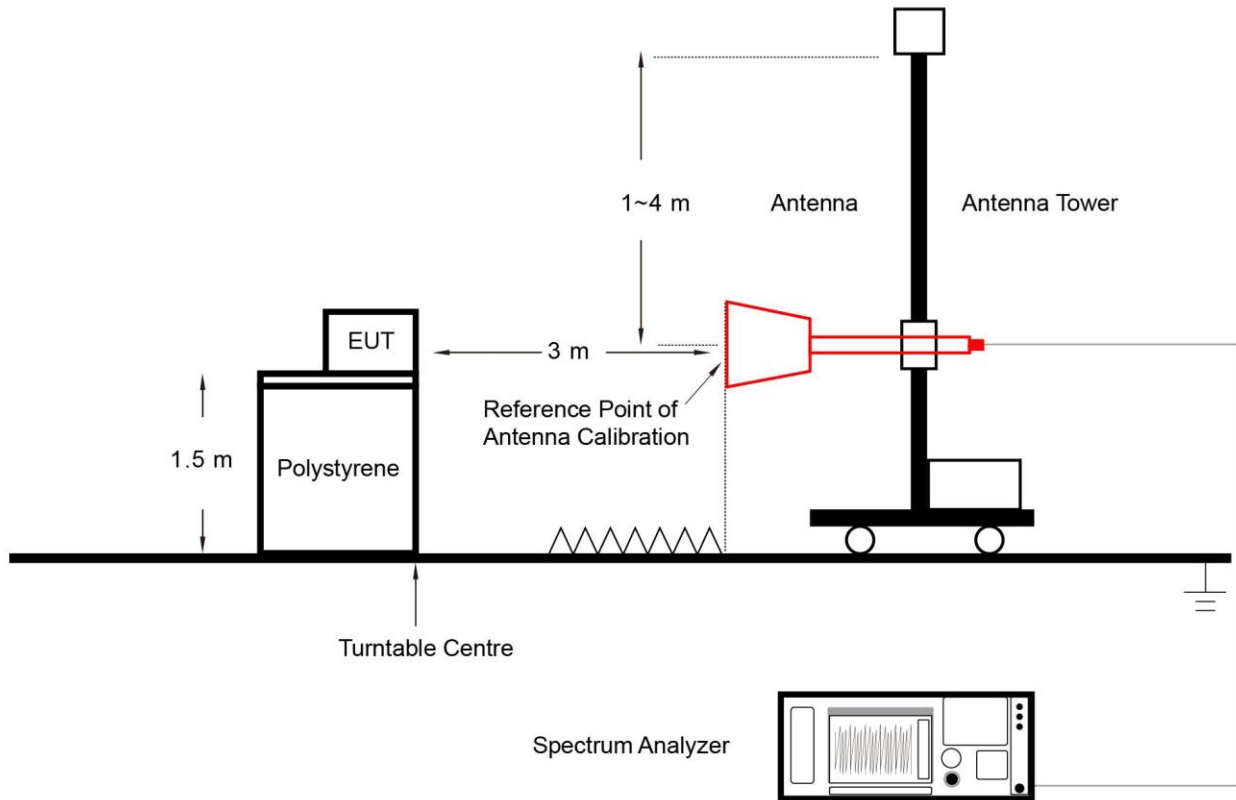 1~4 m
Antenna
Antenna Tower
EUT
3 m
Reference Point of
Antenna Calibration
1.5 m
Polystyrene
Turntable Centre
Spectrum Analyzer